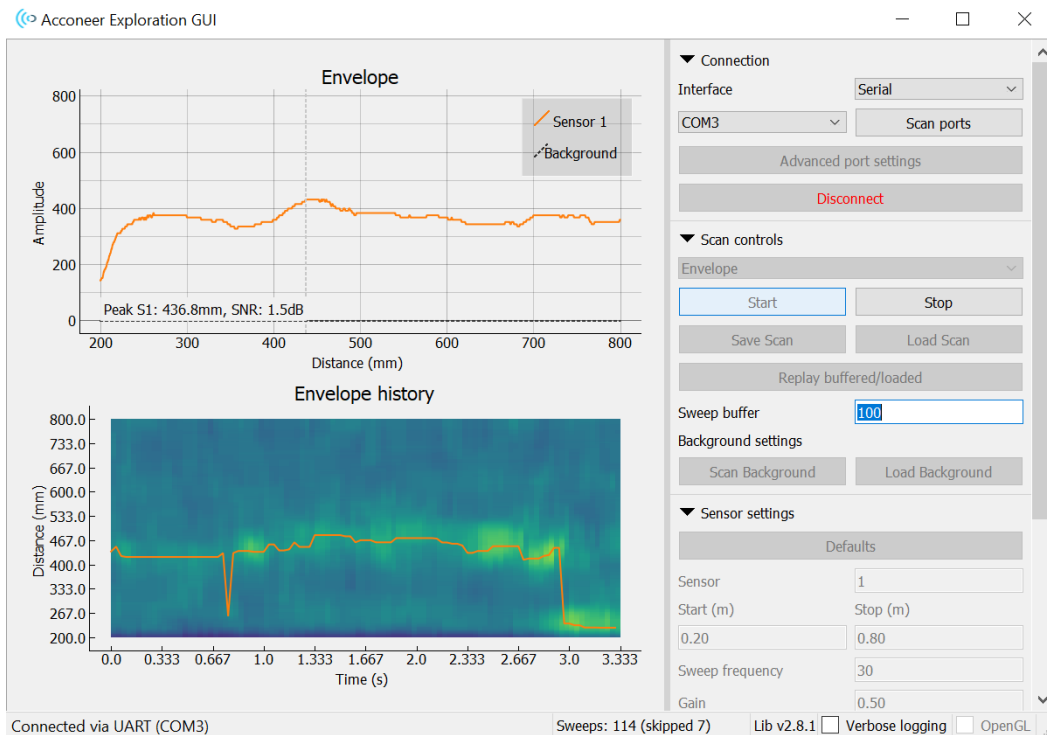 Acconeer Exploration GUI
Envelope
800
600
400
200
0
Amplitude
Sensor 1
Background
Peak S1: 436.8mm, SNR: 1.5dB
200 300 400 500 600 700 800
Distance (mm)
Envelope history
800.0
733.0
667.0
600.0
533.0
467.0
400.0
333.0
267.0
200.0
Distance (mm)
0.0 0.333 0.667 1.0 1.333 1.667 2.0 2.333 2.667 3.0 3.333
Time (s)
Connection
Interface Serial
COM3 Scan ports
Advanced port settings
Disconnect
Scan controls
Envelope
Start Stop
Save Scan Load Scan
Replay buffered/loaded
Sweep buffer 100
Background settings
Scan Background Load Background
Sensor settings
Defaults
Sensor 1
Start (m) Stop (m)
0.20 0.80
Sweep frequency 30
Gain 0.50
Connected via UART (COM3) Sweeps: 114 (skipped 7) Lib v2.8.1 Verbose logging OpenGL